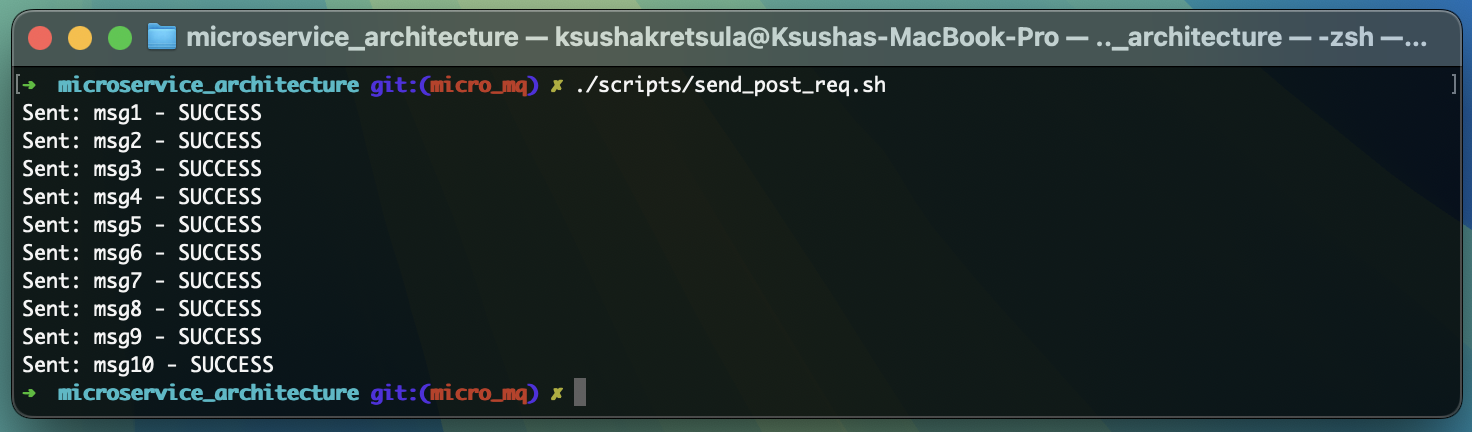 microservice_architecture — ksushakretsula@Ksushas-MacBook-Pro — .._architecture — -zsh —...
[➜  microservice_architecture git:(micro_mq) ✗ ./scripts/send_post_req.sh ]
Sent: msg1 - SUCCESS
Sent: msg2 - SUCCESS
Sent: msg3 - SUCCESS
Sent: msg4 - SUCCESS
Sent: msg5 - SUCCESS
Sent: msg6 - SUCCESS
Sent: msg7 - SUCCESS
Sent: msg8 - SUCCESS
Sent: msg9 - SUCCESS
Sent: msg10 - SUCCESS
➜  microservice_architecture git:(micro_mq) ✗